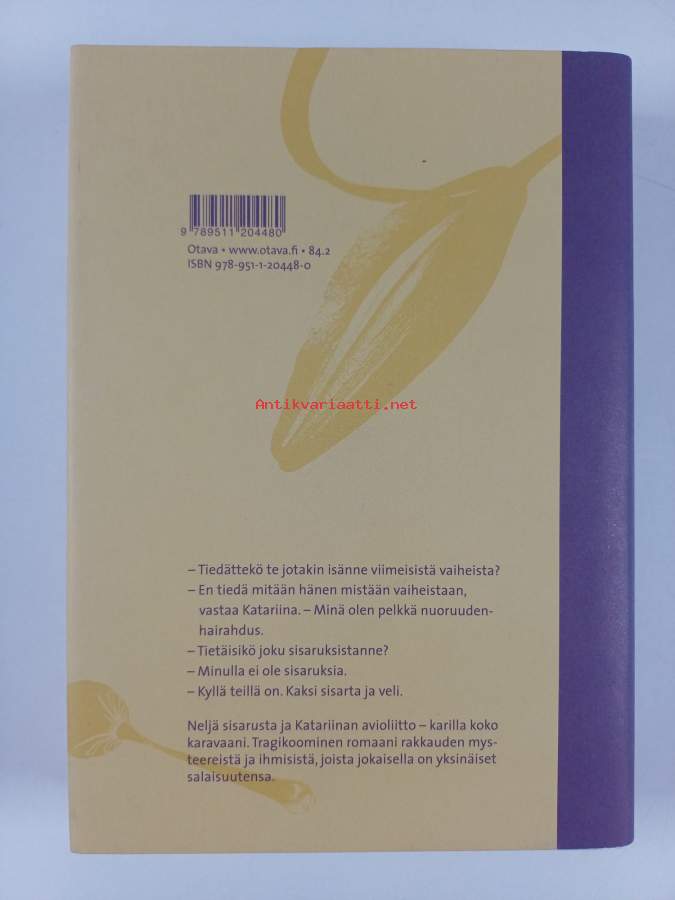 9 789511 204480
Otava • www.otava.fi • 84.2
ISBN 978-951-1-20448-0
Antikvariaatti.net
– Tiedättekö te jotakin isänne viimeisistä vaiheista?
– En tiedä mitään hänen mistään vaiheistaan,
vastaa Katariina. – Minä olen pelkkä nuoruuden-
hairahdus.
– Tietäisikö joku sisaruksistanne?
– Minulla ei ole sisaruksia.
– Kyllä teillä on. Kaksi sisarta ja veli.
Neljä sisarusta ja Katariinan avioliitto – karilla koko
karavaani. Tragikoominen romaani rakkauden mys-
teereistä ja ihmisistä, joista jokaisella on yksinäiset
salaisuutensa.